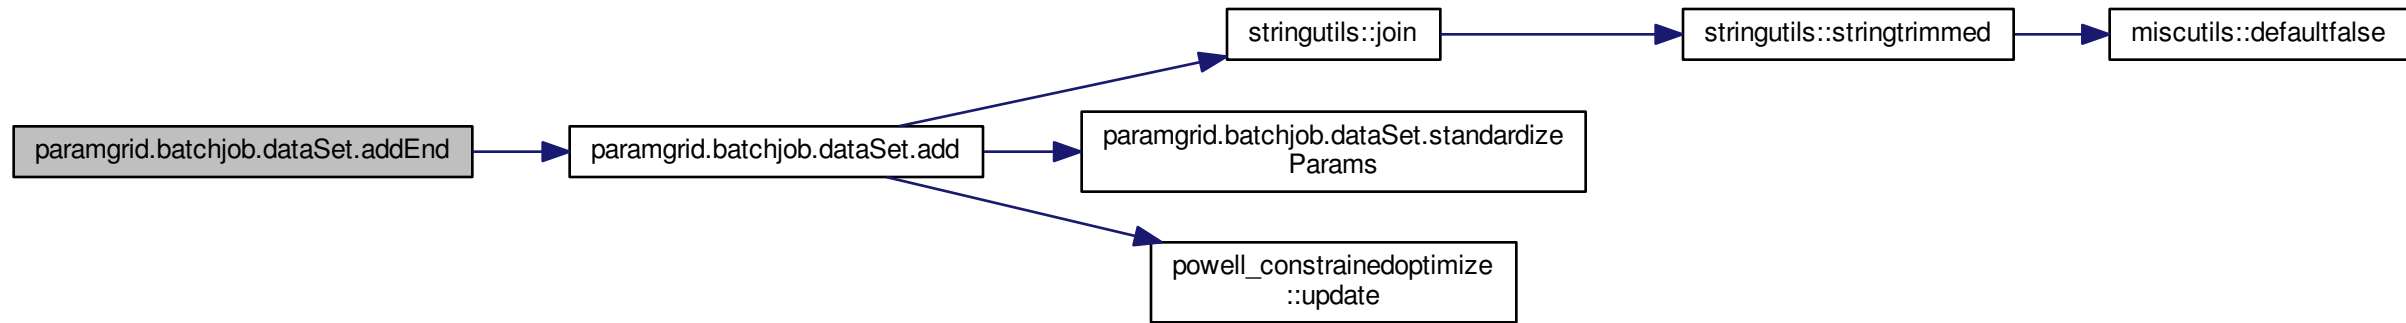 paramgrid.batchjob.dataSet.addEnd
paramgrid.batchjob.dataSet.add
stringutils::join
stringutils::stringtrimmed
miscutils::defaultfalse
paramgrid.batchjob.dataSet.standardize
Params
powell_constrainedoptimize
::update